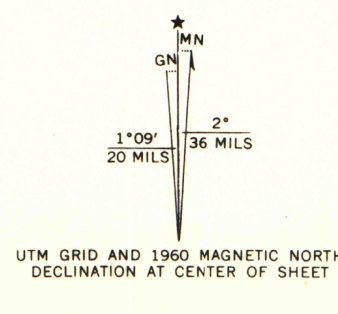 MN
GN
1°09′
20 MILS
2°
36 MILS
UTM GRID AND 1960 MAGNETIC NORTH
DECLINATION AT CENTER OF SHEET